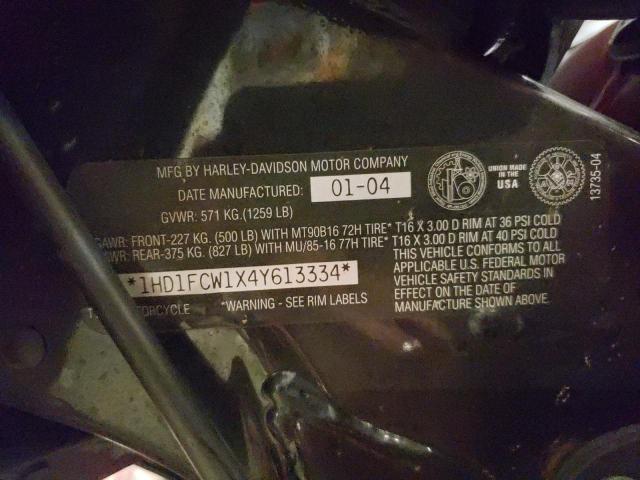 MFG BY HARLEY-DAVIDSON MOTOR COMPANY
DATE MANUFACTURED: 01-04
GVWR: 571 KG.(1259 LB)
GAWR: FRONT-227 KG. (500 LB) WITH MT90B16 72H TIRE* T16 X 3.00 D RIM AT 36 PSI COLD
GAWR: REAR-375 KG. (827 LB) WITH MU/85-16 77H TIRE* T16 X 3.00 D RIM AT 40 PSI COLD
*1HD1FCW1X4Y613334*
MOTORCYCLE
*WARNING - SEE RIM LABELS
THIS VEHICLE CONFORMS TO ALL
APPLICABLE U.S. FEDERAL MOTOR
VEHICLE SAFETY STANDARDS IN
EFFECT ON THE DATE OF
MANUFACTURE SHOWN ABOVE.
UNION MADE
IN THE
USA
13735-04